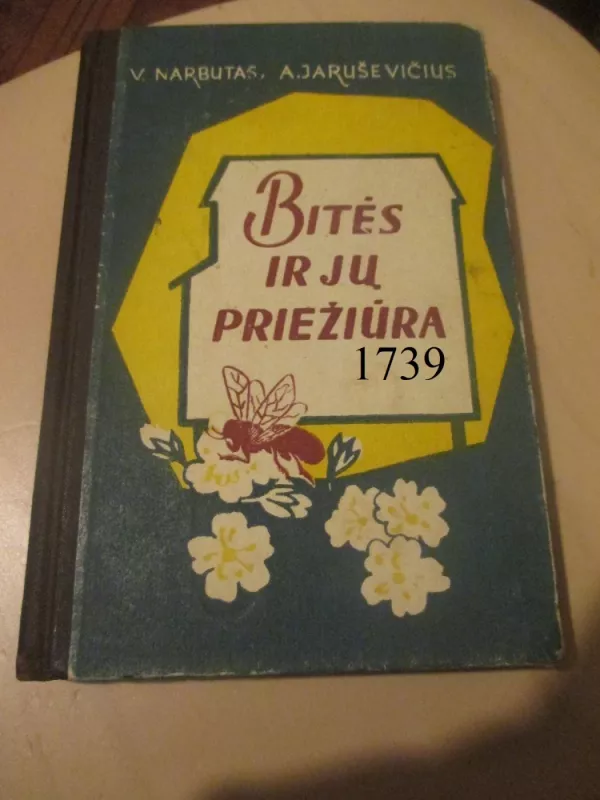 V. NARBUTAS, A. JARUŠEVIČIUS
BITĖS
IR JŲ
PRIEŽIŪRA
1739